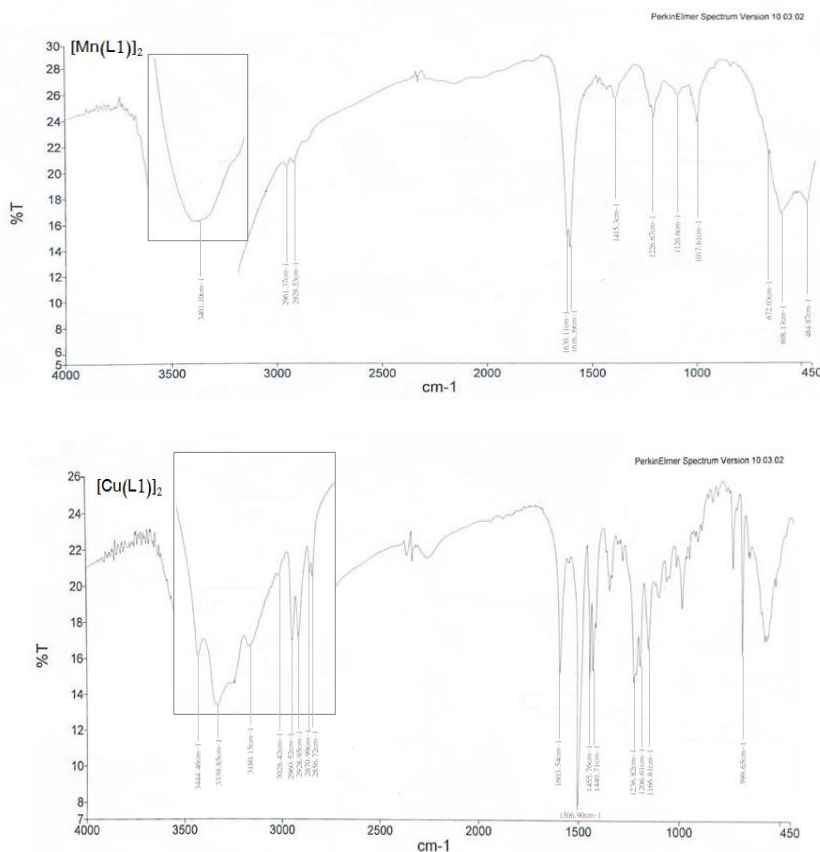 PerkinElmer Spectrum Version 10.03.02
[Mn(L1)]2
30
28
26
24
22
20
18
16
14
12
10
8
6
5
%T
3401.10cm-1
2961.37cm-1
2929.53cm-1
1630.11cm-1
1616.39cm-1
1415.3cm-1
1226.67cm-1
1120.6cm-1
1017.61cm-1
672.03cm-1
608.13cm-1
484.87cm-1
4000 3500 3000 2500 2000 1500 1000 450
cm-1
PerkinElmer Spectrum Version 10.03.02
[Cu(L1)]2
26
24
22
20
18
16
14
12
10
8
7
%T
3444.46cm-1
3339.85cm-1
3180.15cm-1
3028.42cm-1
2960.52cm-1
2928.95cm-1
2870.99cm-1
2856.72cm-1
1603.54cm-1
1506.90cm-1
1455.76cm-1
1440.71cm-1
1236.82cm-1
1206.61cm-1
1166.81cm-1
599.65cm-1
4000 3500 3000 2500 2000 1500 1000 450
cm-1